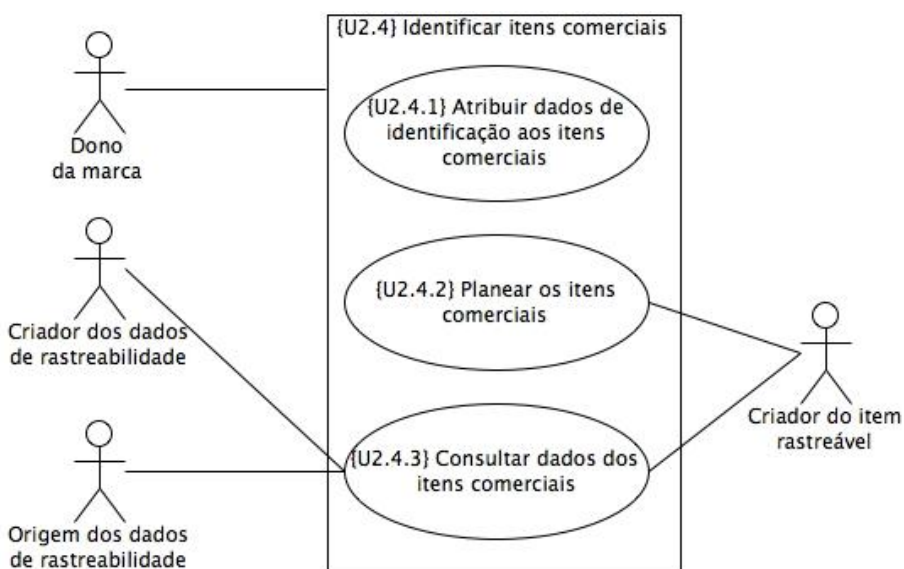 {U2.4} Identificar itens comerciais
{U2.4.1} Atribuir dados de
identificação aos itens
comerciais
Dono
da marca
{U2.4.2} Planear os itens
comerciais
Criador dos dados
de rastreabilidade
Criador do item
rastreável
{U2.4.3} Consultar dados dos
itens comerciais
Origem dos dados
de rastreabilidade